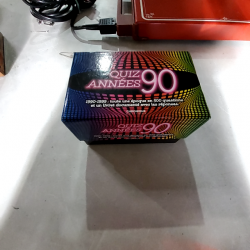 QUIZ
ANNÉES 90
1990-1999 : toute une époque en 500 questions
et un livret documenté avec les réponses
QUIZ
ANNÉES 90